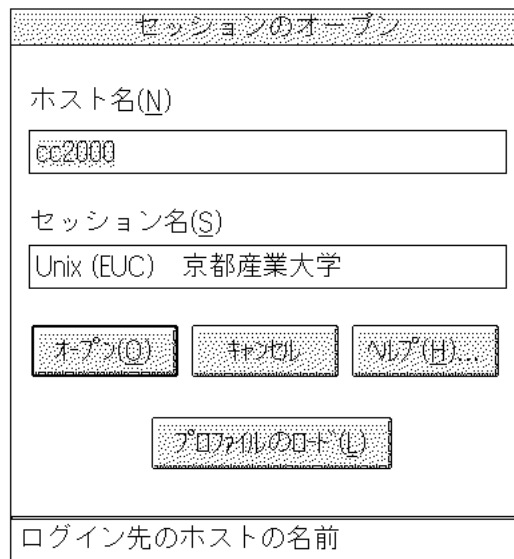 セッションのオープン
ホスト名(N)
cc2000
セッション名(S)
Unix (EUC)　京都産業大学
ｵｰﾌﾟﾝ(O) ｷｬﾝｾﾙ ﾍﾙﾌﾟ(H)...
ﾌﾟﾛﾌｧｲﾙのﾛｰﾄﾞ(L)
ログイン先のホストの名前